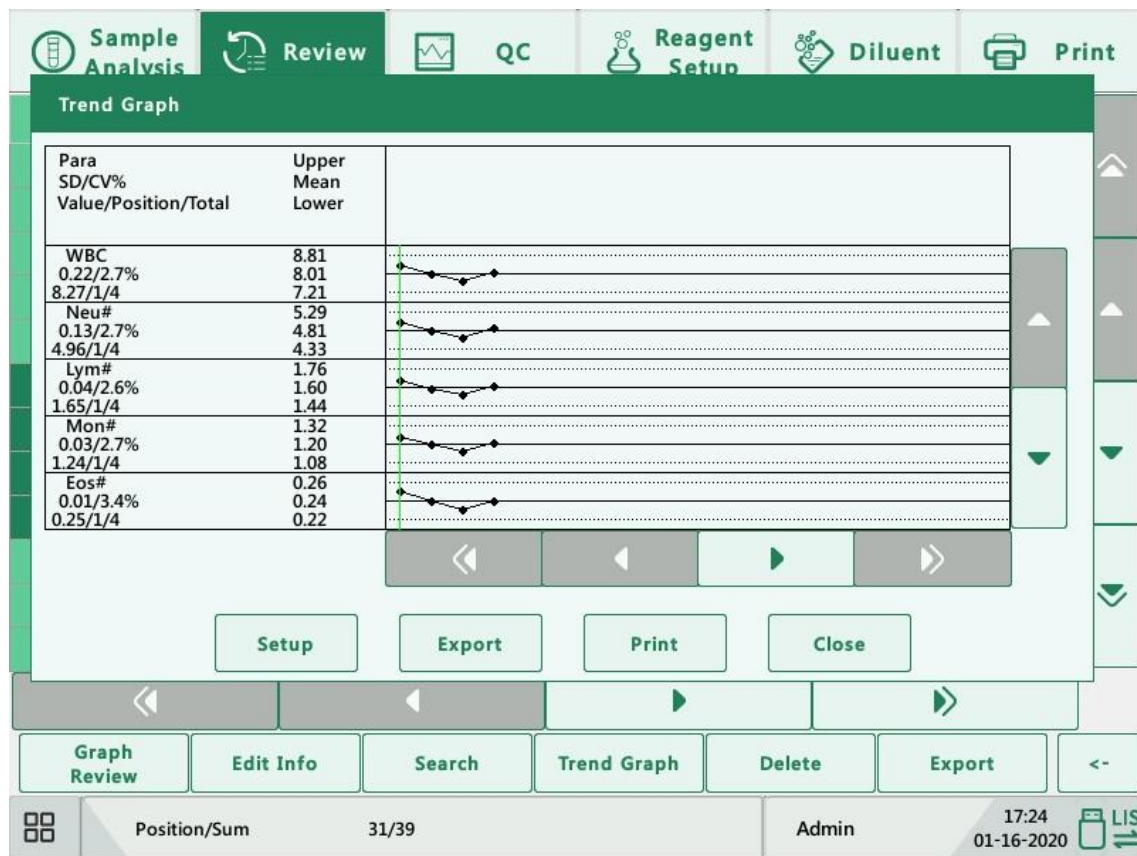 Sample
Analysis
Review
QC
Reagent
Setup
Diluent
Print
Trend Graph
Para Upper
SD/CV% Mean
Value/Position/Total Lower
WBC 8.81
0.22/2.7% 8.01
8.27/1/4 7.21
Neu# 5.29
0.13/2.7% 4.81
4.96/1/4 4.33
Lym# 1.76
0.04/2.6% 1.60
1.65/1/4 1.44
Mon# 1.32
0.03/2.7% 1.20
1.24/1/4 1.08
Eos# 0.26
0.01/3.4% 0.24
0.25/1/4 0.22
Setup
Export
Print
Close
Graph
Review
Edit Info
Search
Trend Graph
Delete
Export
<-
Position/Sum 31/39
Admin
17:24
01-16-2020
LIS